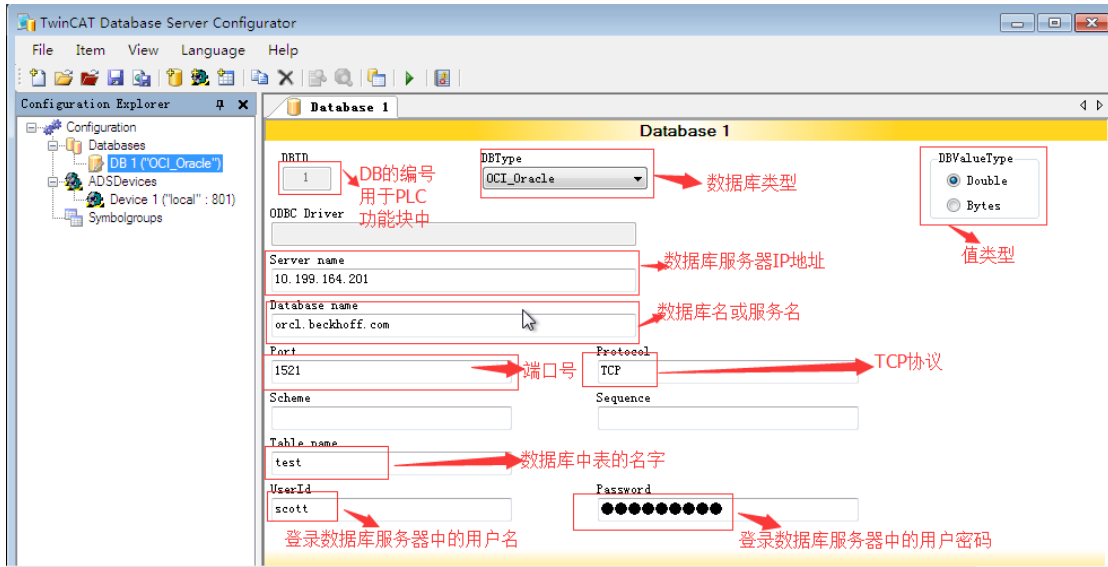 TwinCAT Database Server Configurator
File Item View Language Help
Configuration Explorer
Database 1
Configuration
Databases
DB 1 ("OCI_Oracle")
ADSDevices
Device 1 ("local" : 801)
Symbolgroups
Database 1
DBID
1
DB的编号
用于PLC
功能块中
DBType
OCI_Oracle
数据库类型
DBValueType
Double
Bytes
值类型
ODBC Driver
Server name
10.199.164.201
数据库服务器IP地址
Database name
orcl.beckhoff.com
数据库名或服务名
Port
1521
端口号
Protocol
TCP
TCP协议
Scheme
Sequence
Table name
test
数据库中表的名字
UserId
scott
登录数据库服务器中的用户名
Password
●●●●●●●●●
登录数据库服务器中的用户密码